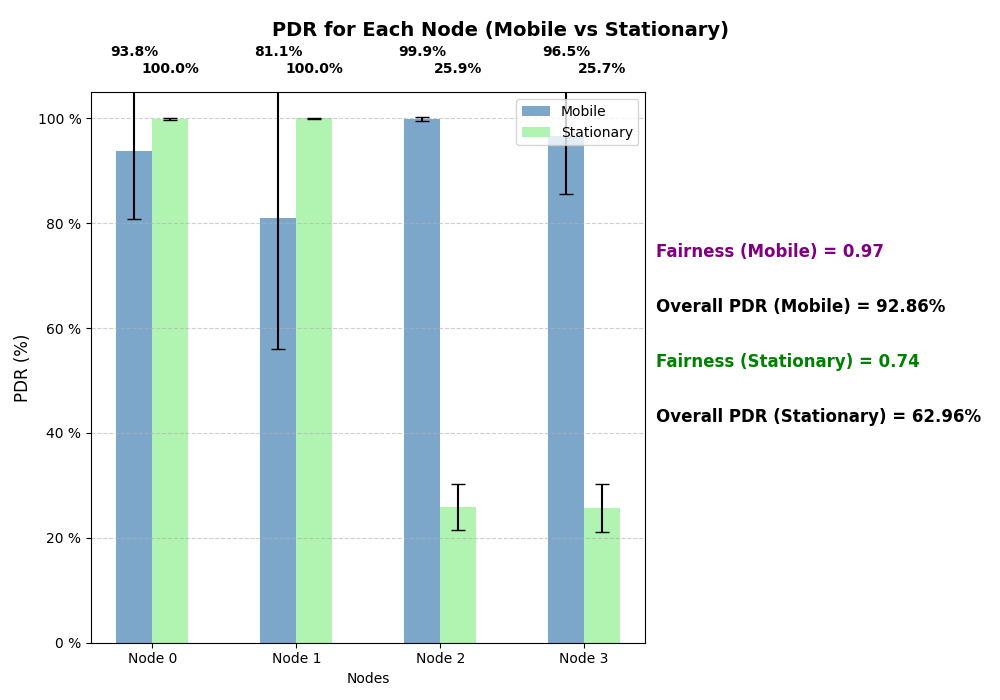 PDR for Each Node (Mobile vs Stationary)
93.8% 81.1% 99.9% 96.5%
100.0% 100.0% 25.9% 25.7%
Mobile
Stationary
100 %
80 %
60 %
40 %
20 %
0 %
PDR (%)
Node 0 Node 1 Node 2 Node 3
Nodes
Fairness (Mobile) = 0.97
Overall PDR (Mobile) = 92.86%
Fairness (Stationary) = 0.74
Overall PDR (Stationary) = 62.96%